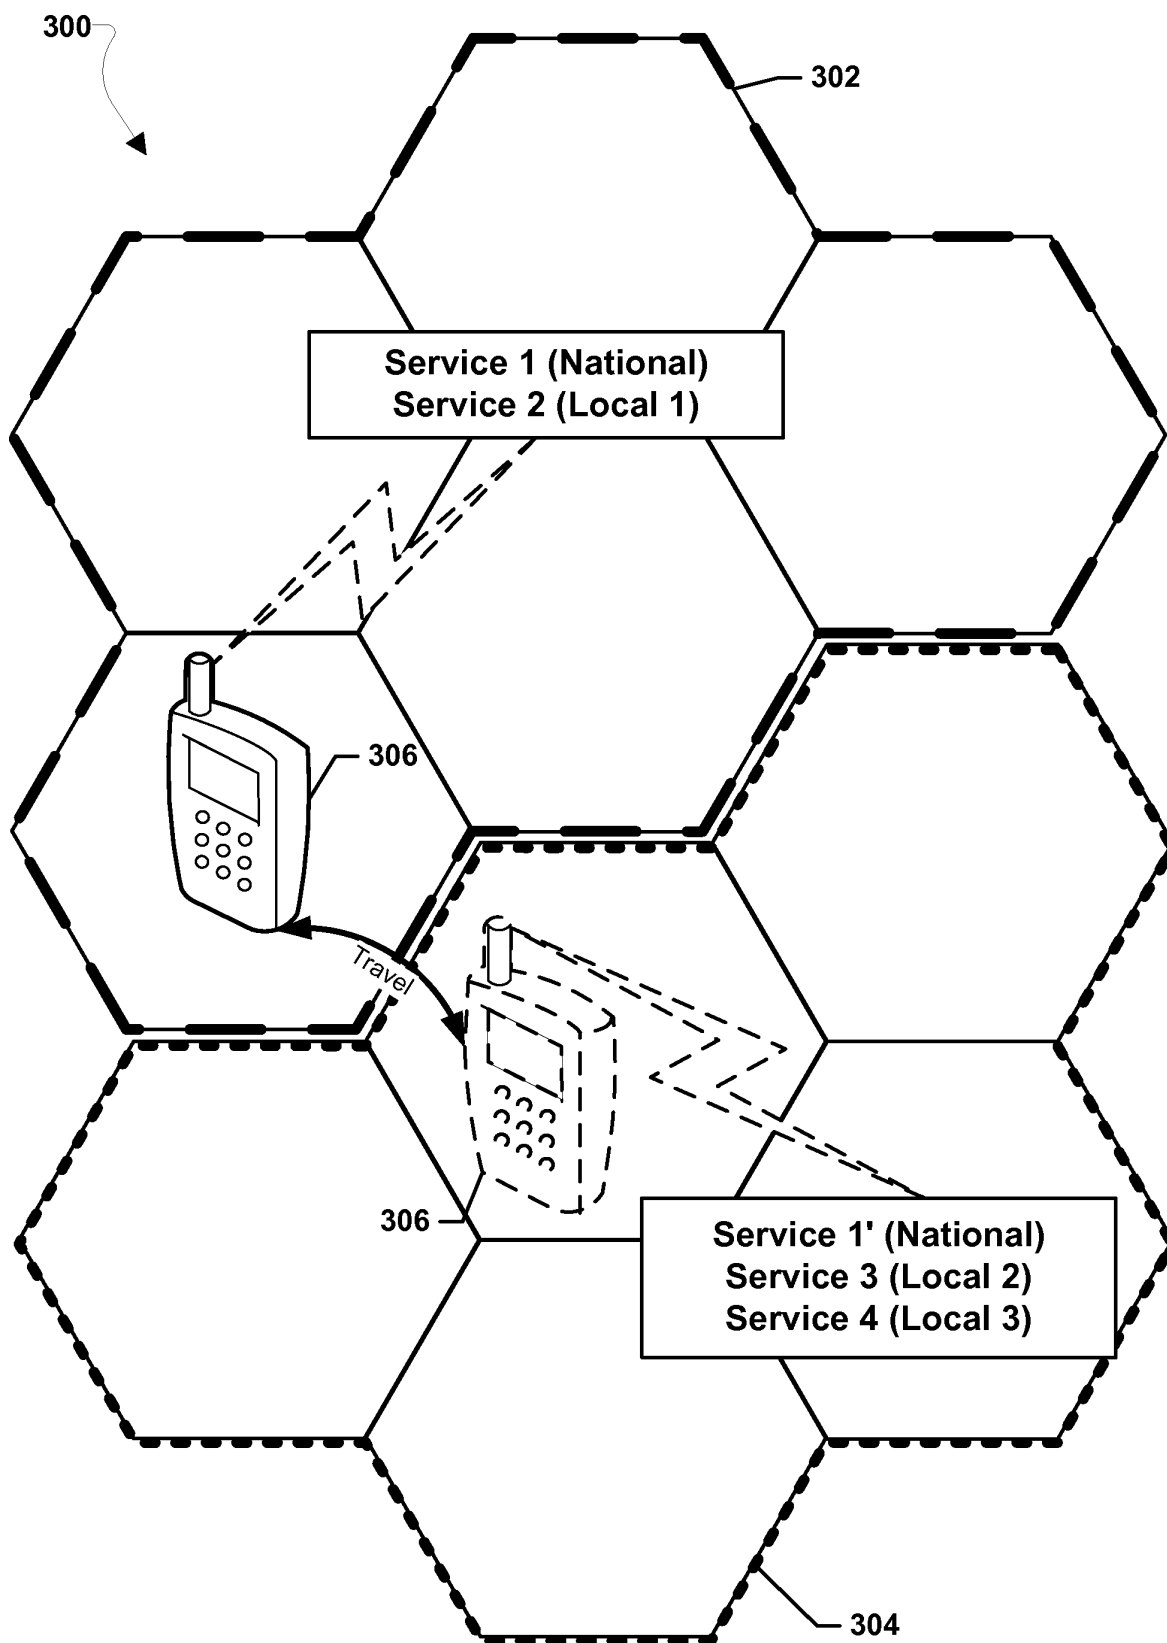 300
302
Service 1 (National)
Service 2 (Local 1)
306
Travel
306
Service 1' (National)
Service 3 (Local 2)
Service 4 (Local 3)
304